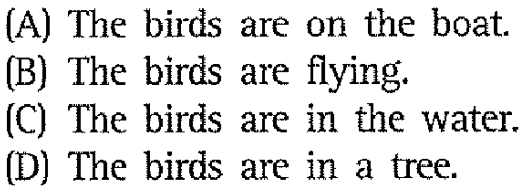 (A) The birds are on the boat.
(B) The birds are flying.
(C) The birds are in the water.
(D) The birds are in a tree.